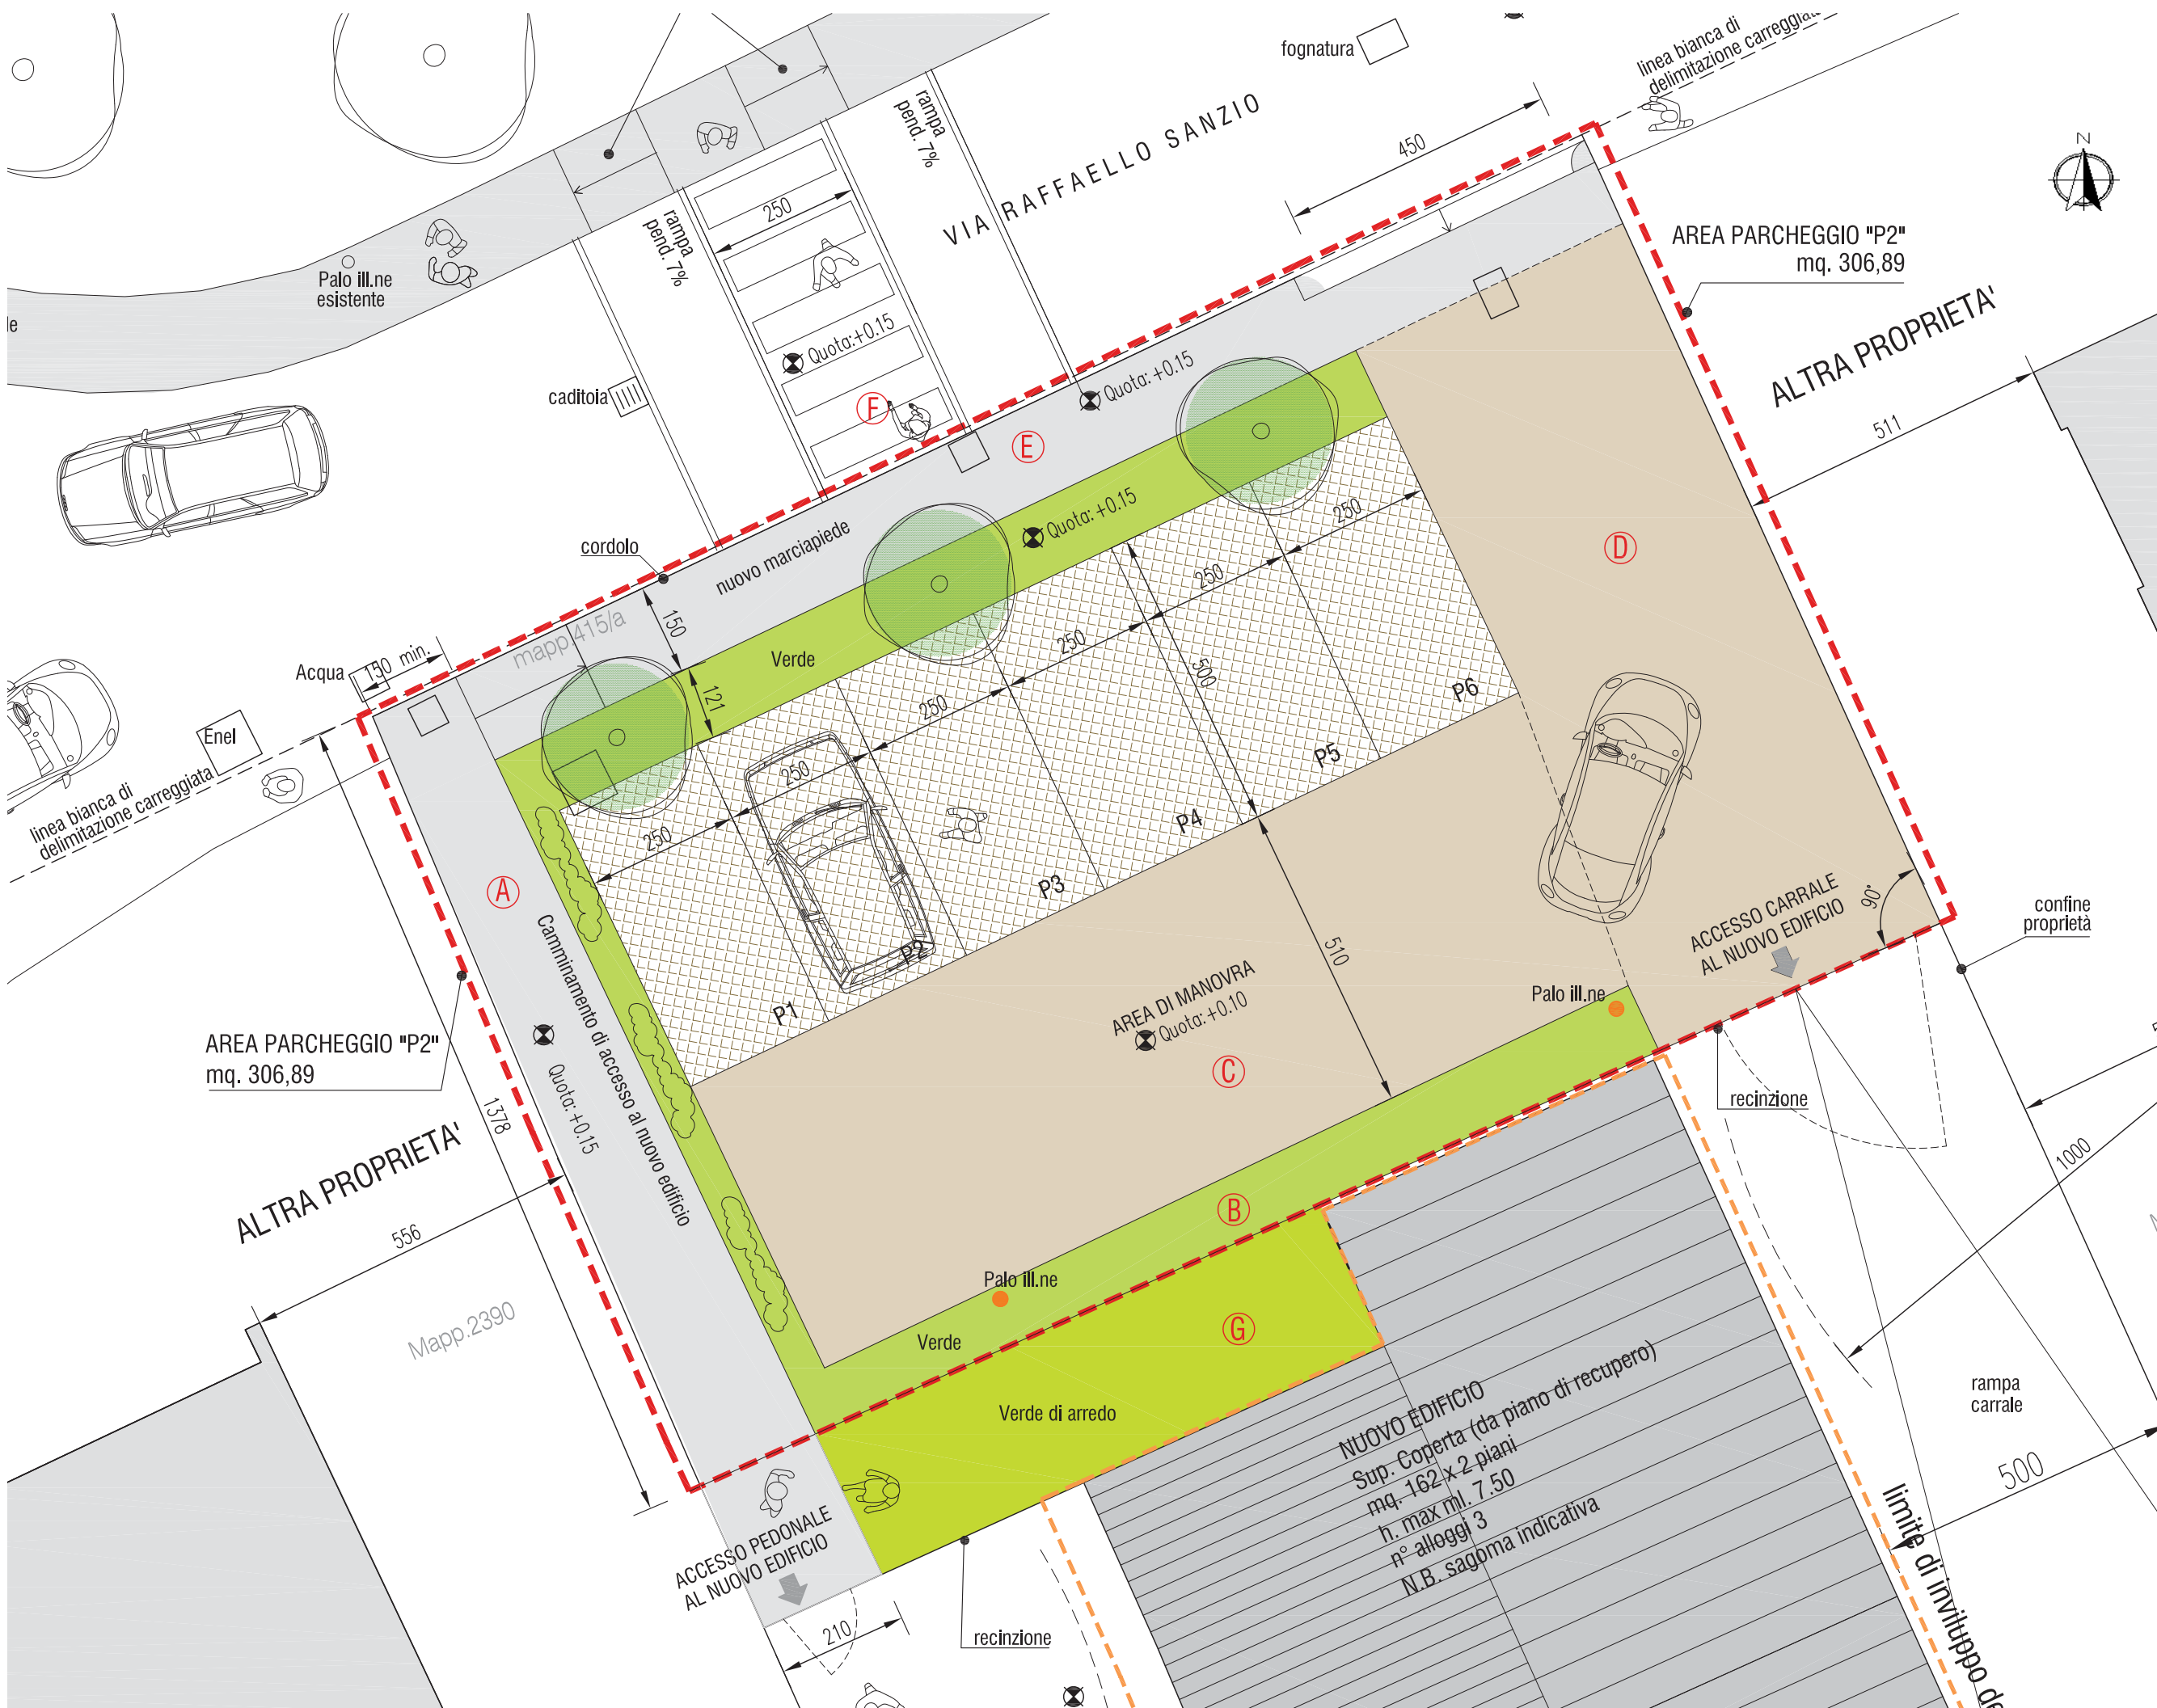 fognatura
linea bianca di
delimitazione carreggiata
rampa
pend. 7%
VIA RAFFAELLO SANZIO
450
N
rampa
pend. 7%
250
AREA PARCHEGGIO "P2"
mq. 306,89
Palo ill.ne
esistente
le
Quota:+0.15
ALTRA PROPRIETA'
caditoia
F
Quota: +0.15
511
E
Quota: +0.15
250
D
cordolo
nuovo marciapiede
250
mapp.415/a
150
250
Acqua
150 min.
Verde
500
121
250
P6
Enel
250
P5
linea bianca di
delimitazione carreggiata
250
P4
A
P3
ACCESSO CARRALE
AL NUOVO EDIFICIO
90°
confine
proprietà
Camminamento di accesso al nuovo edificio
P2
510
AREA DI MANOVRA
Quota:+0.10
Palo ill.ne
P1
AREA PARCHEGGIO "P2"
mq. 306,89
Quota: +0.15
C
recinzione
1378
ALTRA PROPRIETA'
1000
556
B
Palo ill.ne
Mapp.2390
Verde
G
Verde di arredo
rampa
carrale
NUOVO EDIFICIO
Sup. Coperta (da piano di recupero)
mq. 162 x 2 piani
h. max ml. 7.50
n° alloggi 3
N.B. sagoma indicativa
500
limite di inviluppo de
ACCESSO PEDONALE
AL NUOVO EDIFICIO
210
recinzione
250